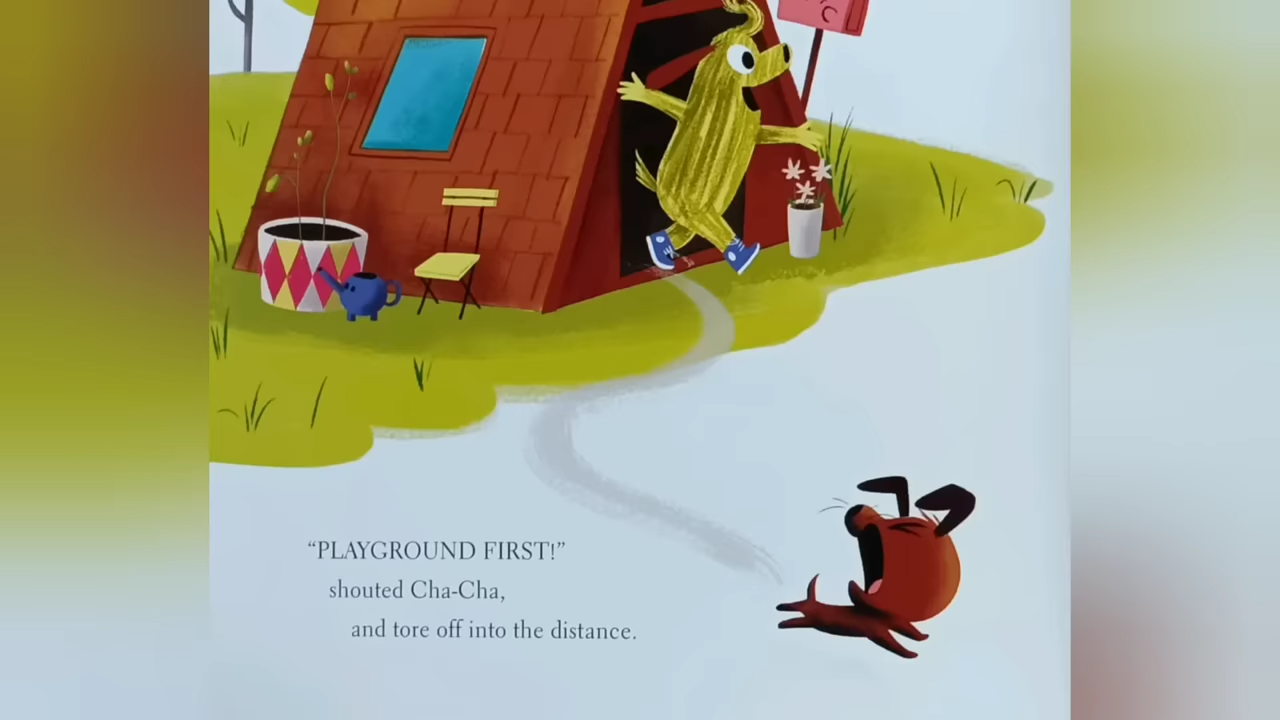 “PLAYGROUND FIRST!”
shouted Cha-Cha,
and tore off into the distance.